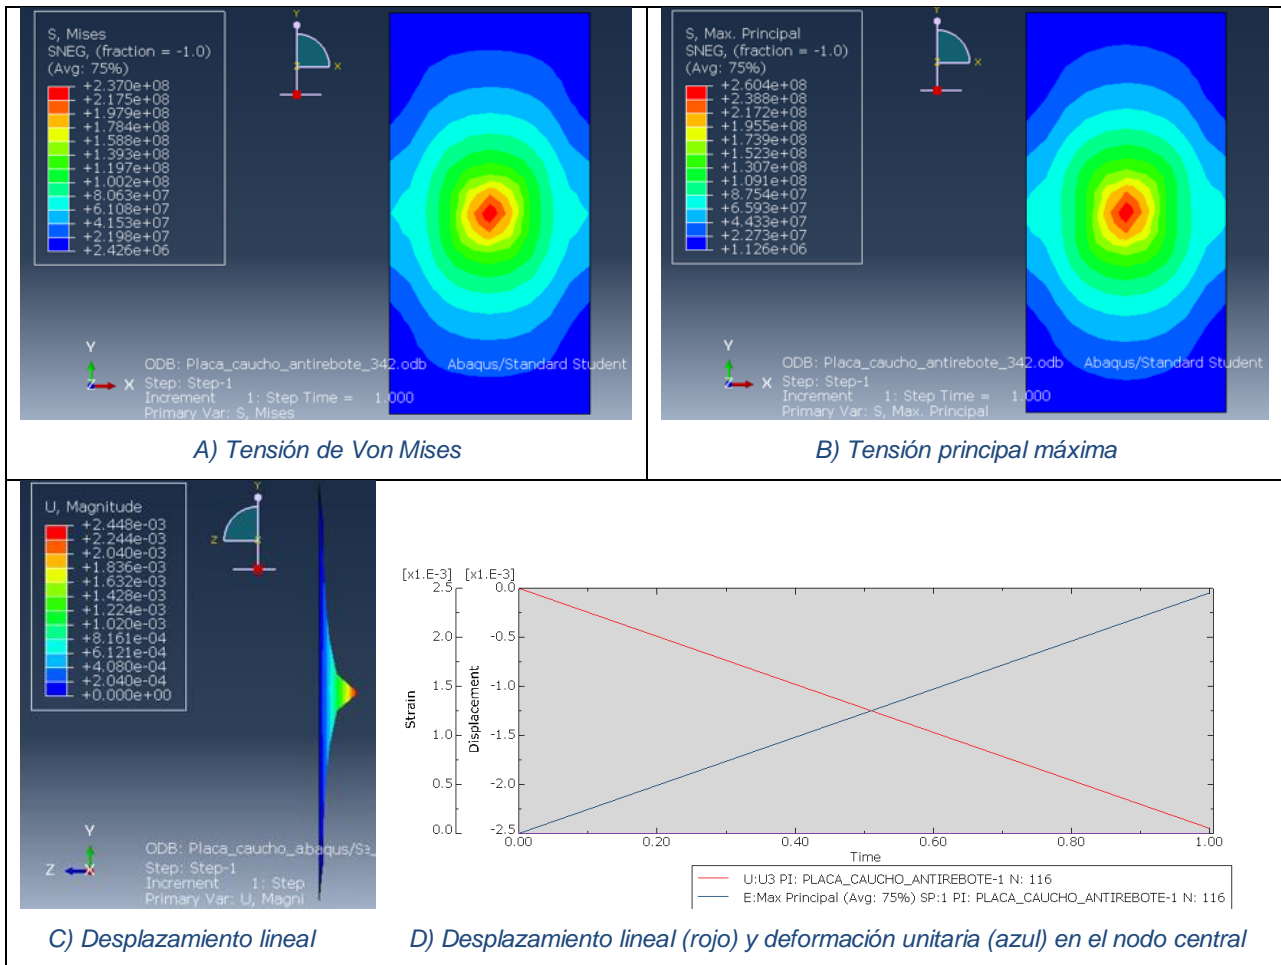 S, Mises
SNEG, (fraction = -1.0)
(Avg: 75%)
+2.370e+08
+2.175e+08
+1.979e+08
+1.784e+08
+1.588e+08
+1.393e+08
+1.197e+08
+1.002e+08
+8.063e+07
+6.108e+07
+4.153e+07
+2.198e+07
+2.426e+06
Y
X
Z
Y
Z
X
ODB: Placa_caucho_antirebote_342.odb Abaqus/Standard Student
Step: Step-1
Increment 1: Step Time = 1.000
Primary Var: S, Mises
A) Tensión de Von Mises
S, Max. Principal
SNEG, (fraction = -1.0)
(Avg: 75%)
+2.604e+08
+2.388e+08
+2.172e+08
+1.955e+08
+1.739e+08
+1.523e+08
+1.307e+08
+1.091e+08
+8.754e+07
+6.593e+07
+4.433e+07
+2.273e+07
+1.126e+06
Y
X
Z
Y
Z
X
ODB: Placa_caucho_antirebote_342.odb Abaqus/Standard Student
Step: Step-1
Increment 1: Step Time = 1.000
Primary Var: S, Max. Principal
B) Tensión principal máxima
U, Magnitude
+2.448e-03
+2.244e-03
+2.040e-03
+1.836e-03
+1.632e-03
+1.428e-03
+1.224e-03
+1.020e-03
+8.161e-04
+6.121e-04
+4.080e-04
+2.040e-04
+0.000e+00
Y
Z
X
Y
Z
X
ODB: Placa_caucho_abaqus/S
Step: Step-1
Increment 1: Step
Primary Var: U, Magni
C) Desplazamiento lineal
[x1.E-3] [x1.E-3]
2.5
2.0
1.5
1.0
0.5
0.0
Strain
0.0
-0.5
-1.0
-1.5
-2.0
-2.5
Displacement
0.00 0.20 0.40 0.60 0.80 1.00
Time
U:U3 PI: PLACA_CAUCHO_ANTIREBOTE-1 N: 116
E:Max Principal (Avg: 75%) SP:1 PI: PLACA_CAUCHO_ANTIREBOTE-1 N: 116
D) Desplazamiento lineal (rojo) y deformación unitaria (azul) en el nodo central